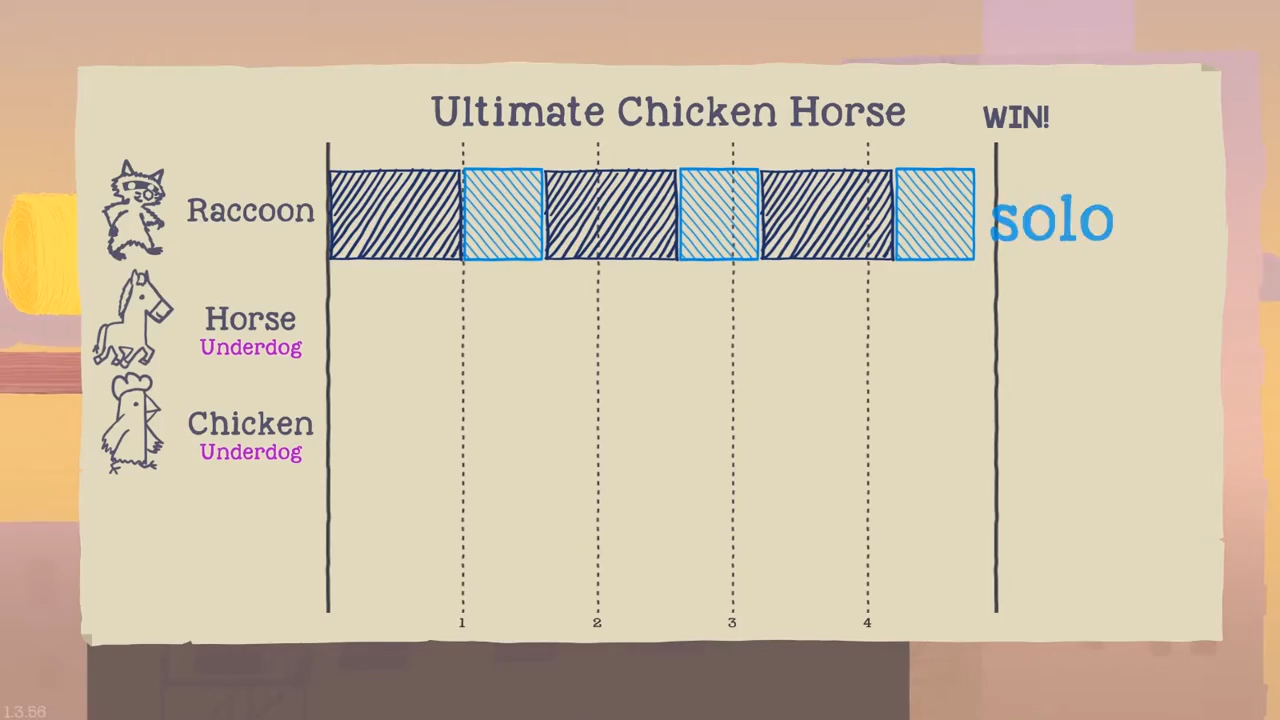 Ultimate Chicken Horse
WIN!
Raccoon
solo
Horse
Underdog
Chicken
Underdog
1 2 3 4
1.3.56